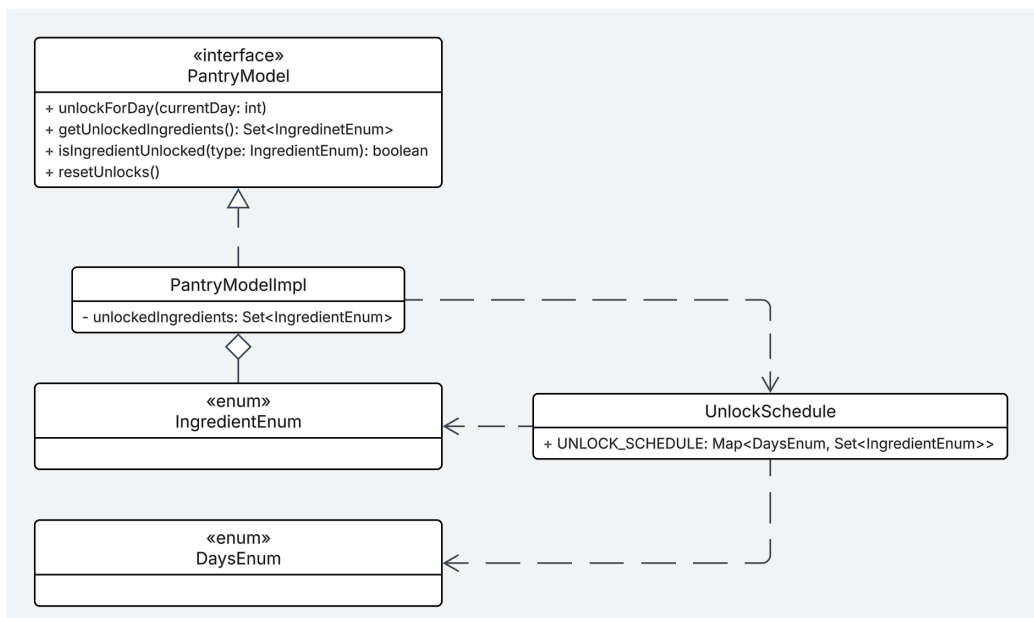 «interface»
PantryModel
+ unlockForDay(currentDay: int)
+ getUnlockedIngredients(): Set<IngredinetEnum>
+ isIngredientUnlocked(type: IngredientEnum): boolean
+ resetUnlocks()
PantryModelImpl
- unlockedIngredients: Set<IngredientEnum>
«enum»
IngredientEnum
UnlockSchedule
+ UNLOCK_SCHEDULE: Map<DaysEnum, Set<IngredientEnum>>
«enum»
DaysEnum